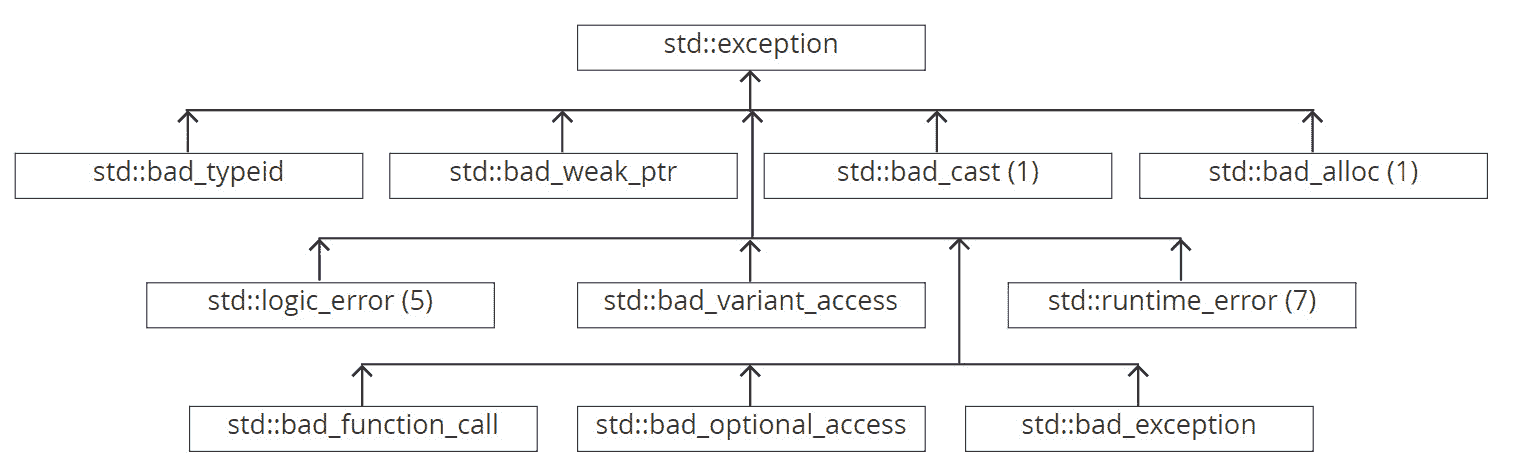 std::exception
std::bad_typeid
std::bad_weak_ptr
std::bad_cast (1)
std::bad_alloc (1)
std::logic_error (5)
std::bad_variant_access
std::runtime_error (7)
std::bad_function_call
std::bad_optional_access
std::bad_exception